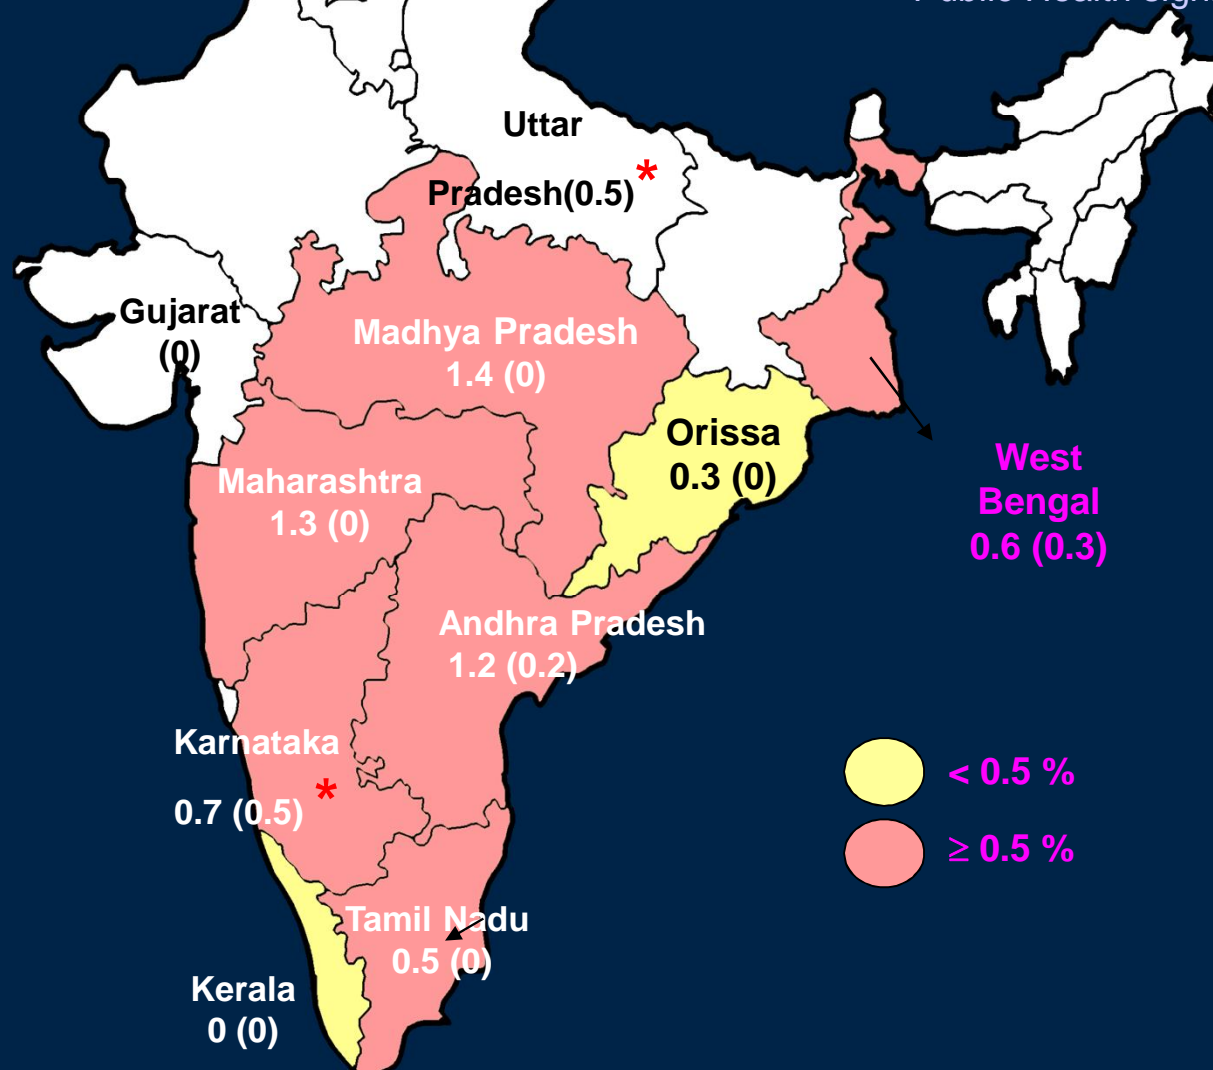 Public Health
Uttar
Pradesh(0.5)*
Gujarat
(0)
Madhya Pradesh
1.4 (0)
Orissa
0.3 (0)
Maharashtra
1.3 (0)
West
Bengal
0.6 (0.3)
Andhra Pradesh
1.2 (0.2)
Karnataka
*
0.7 (0.5)
< 0.5 %
≥ 0.5 %
Tamil Nadu
0.5 (0)
Kerala
0 (0)